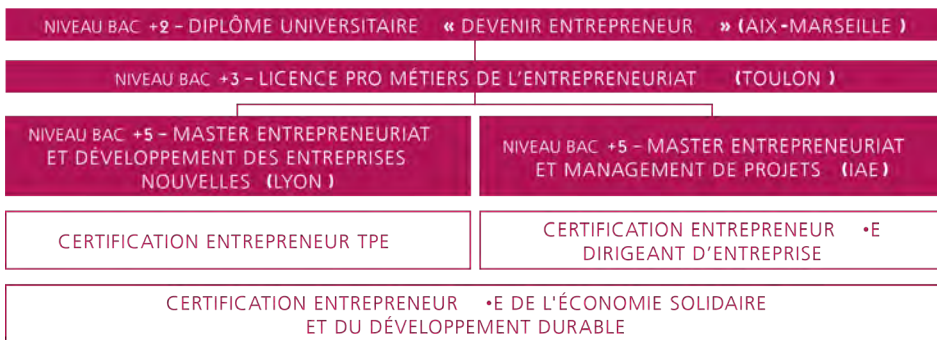 NIVEAU BAC +2 – DIPLÔME UNIVERSITAIRE « DEVENIR ENTREPRENEUR » (AIX-MARSEILLE )
NIVEAU BAC +3 – LICENCE PRO MÉTIERS DE L'ENTREPRENEURIAT (TOULON )
NIVEAU BAC +5 – MASTER ENTREPRENEURIAT
ET DÉVELOPPEMENT DES ENTREPRISES
NOUVELLES (LYON )
NIVEAU BAC +5 – MASTER ENTREPRENEURIAT
ET MANAGEMENT DE PROJETS (IAE)
CERTIFICATION ENTREPRENEUR TPE
CERTIFICATION ENTREPRENEUR •E
DIRIGEANT D'ENTREPRISE
CERTIFICATION ENTREPRENEUR •E DE L'ÉCONOMIE SOLIDAIRE
ET DU DÉVELOPPEMENT DURABLE